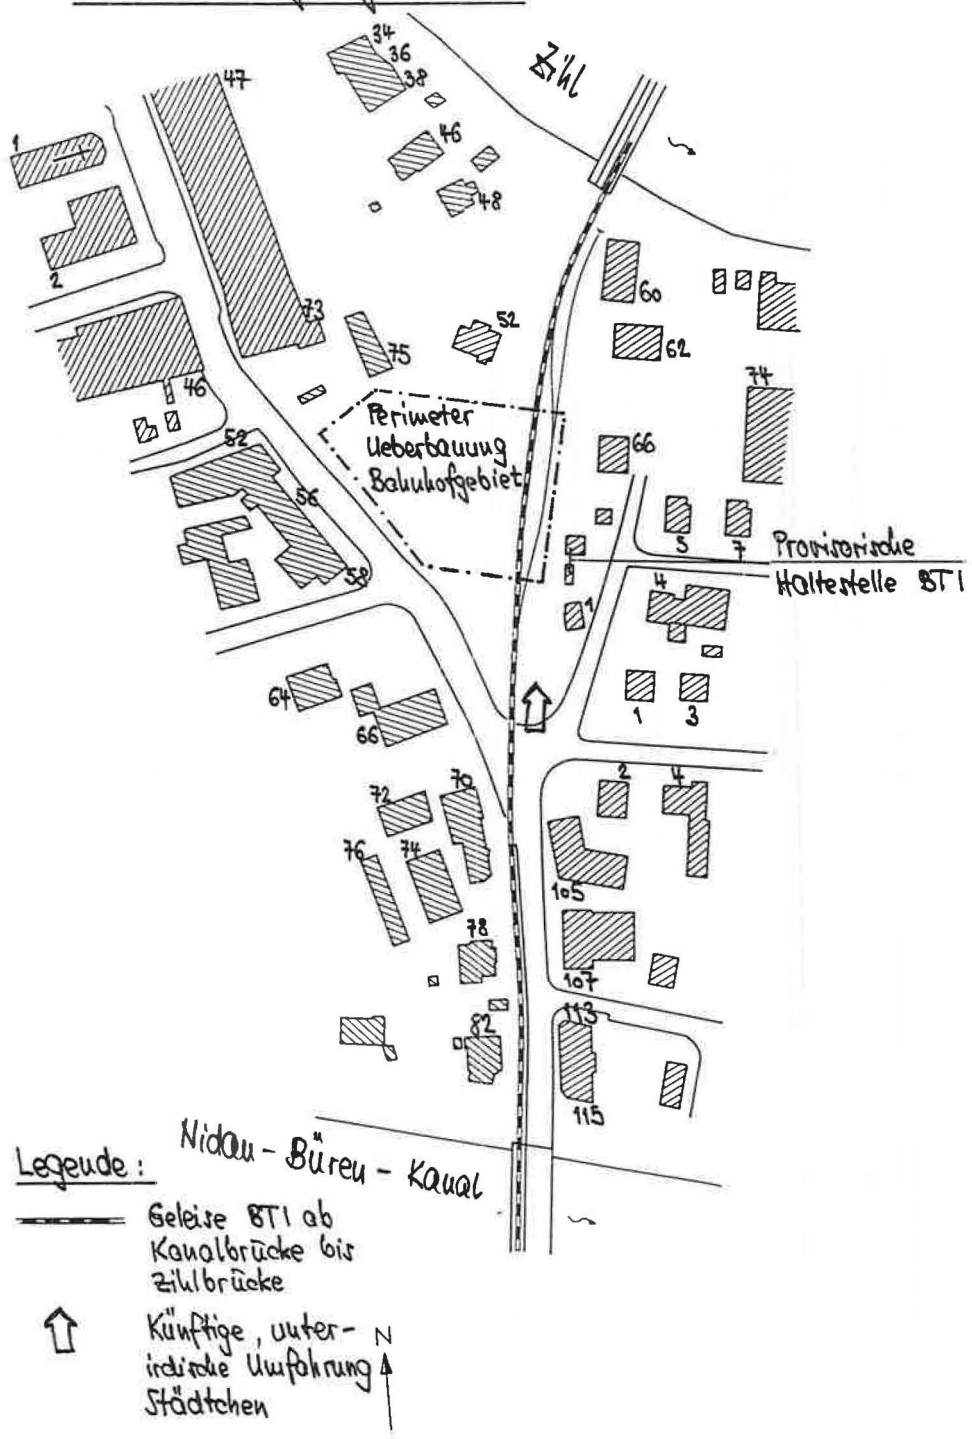 34
36
38
Zihl
47
1
46
48
2
60
73
52
75
62
74
46
Perimeter
Ueberbauung
Bahnhofgebiet
66
52
56
5
7
Provisorische
Haltestelle BTI
58
4
1
64
1
3
66
2
4
72
70
76
74
105
78
107
113
82
115
Nidau-Büren-Kanal
Legende:
Geleise BTI ab
Kanalbrücke bis
Zihlbrücke
Künftige, unter-
irdische Umfahrung
Städtchen
N